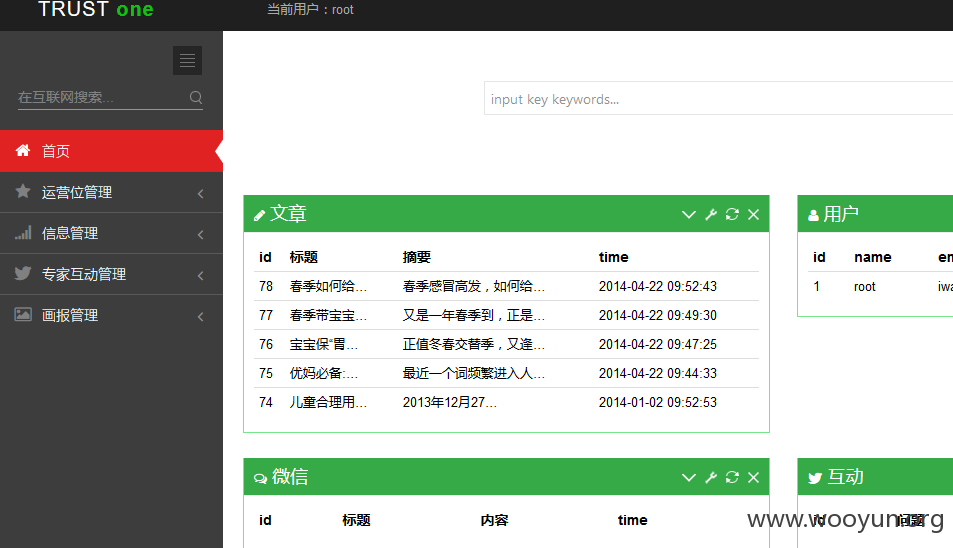 TRUST one
当前用户：root
在互联网搜索...
input key keywords...
首页
运营位管理
信息管理
专家互动管理
画报管理
文章
id 标题 摘要 time
78 春季如何给... 春季感冒高发，如何给... 2014-04-22 09:52:43
77 春季带宝宝... 又是一年春季到，正是... 2014-04-22 09:49:30
76 宝宝保“胃... 正值冬春交替季，又逢... 2014-04-22 09:47:25
75 优妈必备:... 最近一个词频繁进入人... 2014-04-22 09:44:33
74 儿童合理用... 2013年12月27... 2014-01-02 09:52:53
用户
id name em
1 root iwa
微信
id 标题 内容 time
互动
id 问题
www.wooyun.org